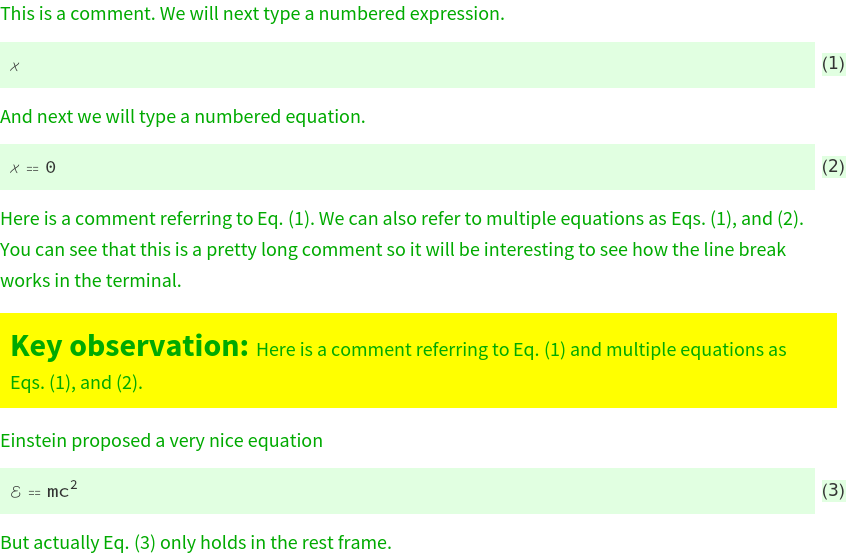 This is a comment. We will next type a numbered expression.
x (1)
And next we will type a numbered equation.
x == 0 (2)
Here is a comment referring to Eq. (1). We can also refer to multiple equations as Eqs. (1), and (2).
You can see that this is a pretty long comment so it will be interesting to see how the line break
works in the terminal.
Key observation: Here is a comment referring to Eq. (1) and multiple equations as
Eqs. (1), and (2).
Einstein proposed a very nice equation
ℰ == mc² (3)
But actually Eq. (3) only holds in the rest frame.